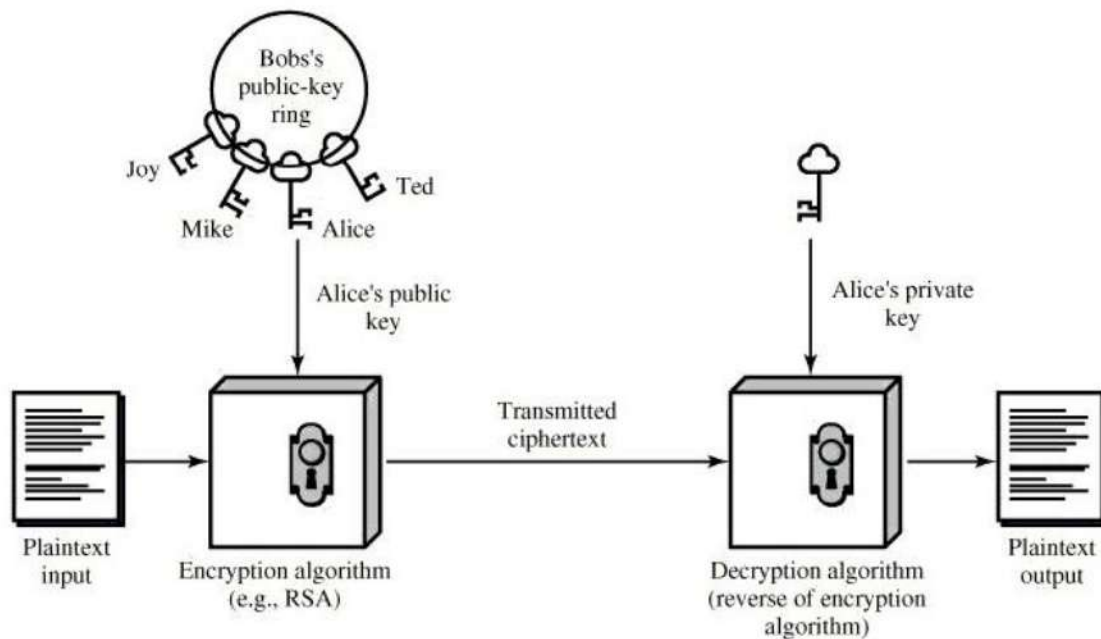 Bobs's
public-key
ring
Joy
Mike
Alice
Ted
Alice's public
key
Alice's private
key
Transmitted
ciphertext
Plaintext
input
Encryption algorithm
(e.g., RSA)
Decryption algorithm
(reverse of encryption
algorithm)
Plaintext
output